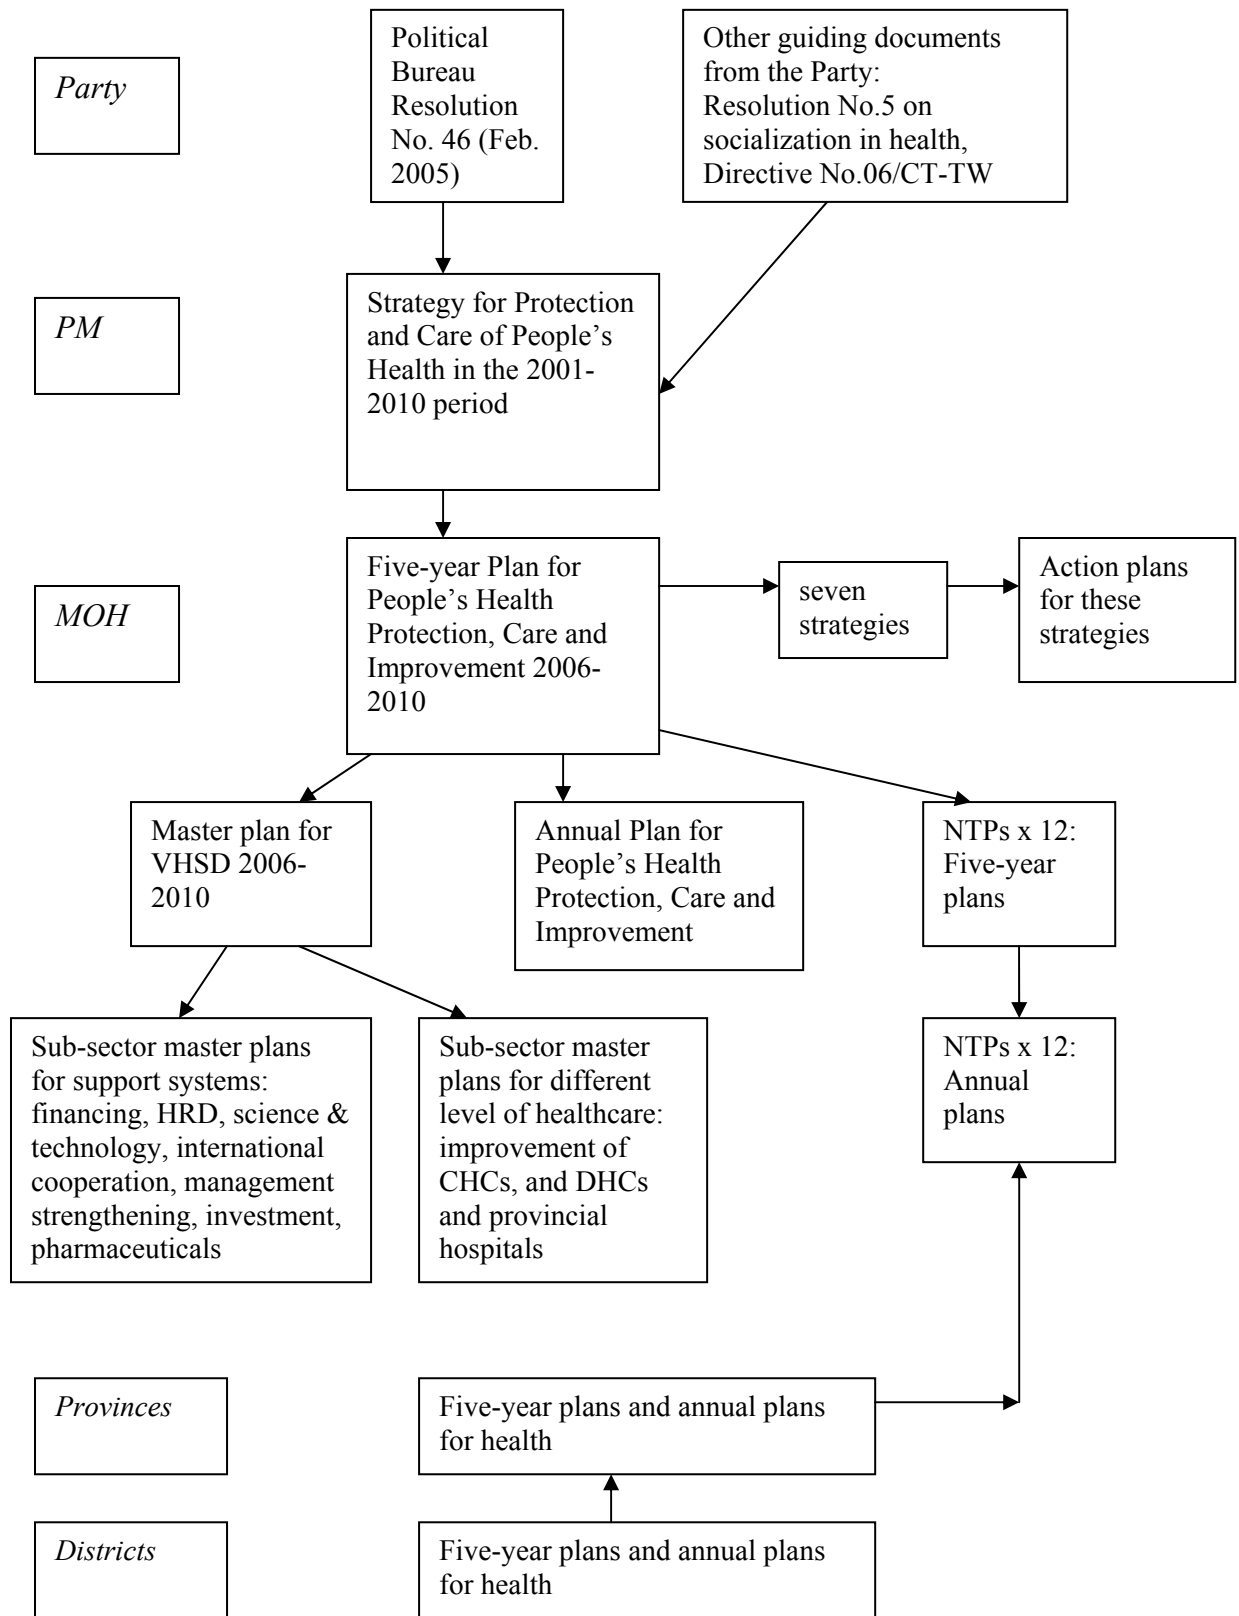 Party
Political
Bureau
Resolution
No. 46 (Feb.
2005)
Other guiding documents
from the Party:
Resolution No.5 on
socialization in health,
Directive No.06/CT-TW
PM
Strategy for Protection
and Care of People’s
Health in the 2001-
2010 period
MOH
Five-year Plan for
People’s Health
Protection, Care and
Improvement 2006-
2010
seven
strategies
Action plans
for these
strategies
Master plan for
VHSD 2006-
2010
Annual Plan for
People’s Health
Protection, Care and
Improvement
NTPs x 12:
Five-year
plans
Sub-sector master plans
for support systems:
financing, HRD, science &
technology, international
cooperation, management
strengthening, investment,
pharmaceuticals
Sub-sector master
plans for different
level of healthcare:
improvement of
CHCs, and DHCs
and provincial
hospitals
NTPs x 12:
Annual
plans
Provinces
Five-year plans and annual plans
for health
Districts
Five-year plans and annual plans
for health